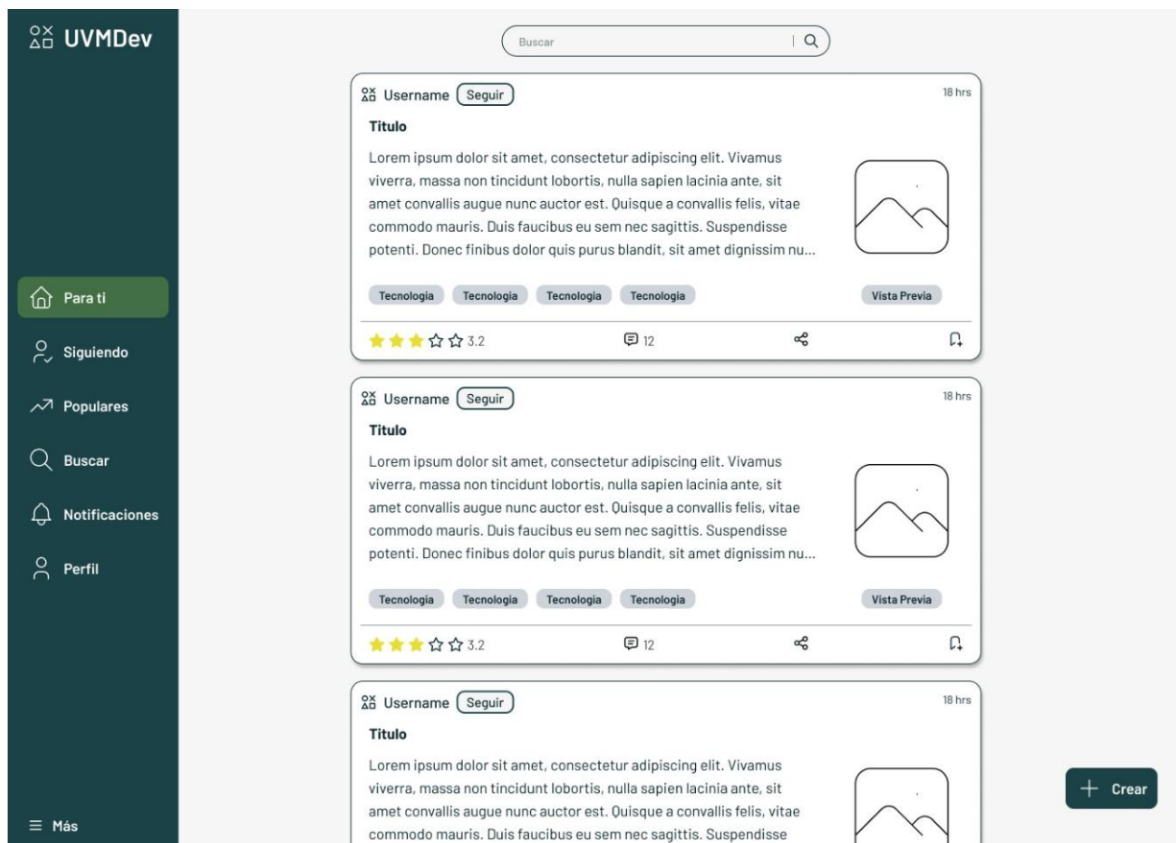 UVMDev
Para ti
Siguiendo
Populares
Buscar
Notificaciones
Perfil
Más
Buscar
Username Seguir 18 hrs
Titulo
Lorem ipsum dolor sit amet, consectetur adipiscing elit. Vivamus
viverra, massa non tincidunt lobortis, nulla sapien lacinia ante, sit
amet convallis augue nunc auctor est. Quisque a convallis felis, vitae
commodo mauris. Duis faucibus eu sem nec sagittis. Suspendisse
potenti. Donec finibus dolor quis purus blandit, sit amet dignissim nu...
Tecnologia Tecnologia Tecnologia Tecnologia Vista Previa
3.2 12
Username Seguir 18 hrs
Titulo
Lorem ipsum dolor sit amet, consectetur adipiscing elit. Vivamus
viverra, massa non tincidunt lobortis, nulla sapien lacinia ante, sit
amet convallis augue nunc auctor est. Quisque a convallis felis, vitae
commodo mauris. Duis faucibus eu sem nec sagittis. Suspendisse
potenti. Donec finibus dolor quis purus blandit, sit amet dignissim nu...
Tecnologia Tecnologia Tecnologia Tecnologia Vista Previa
3.2 12
Username Seguir 18 hrs
Titulo
Lorem ipsum dolor sit amet, consectetur adipiscing elit. Vivamus
viverra, massa non tincidunt lobortis, nulla sapien lacinia ante, sit
amet convallis augue nunc auctor est. Quisque a convallis felis, vitae
commodo mauris. Duis faucibus eu sem nec sagittis. Suspendisse
Crear